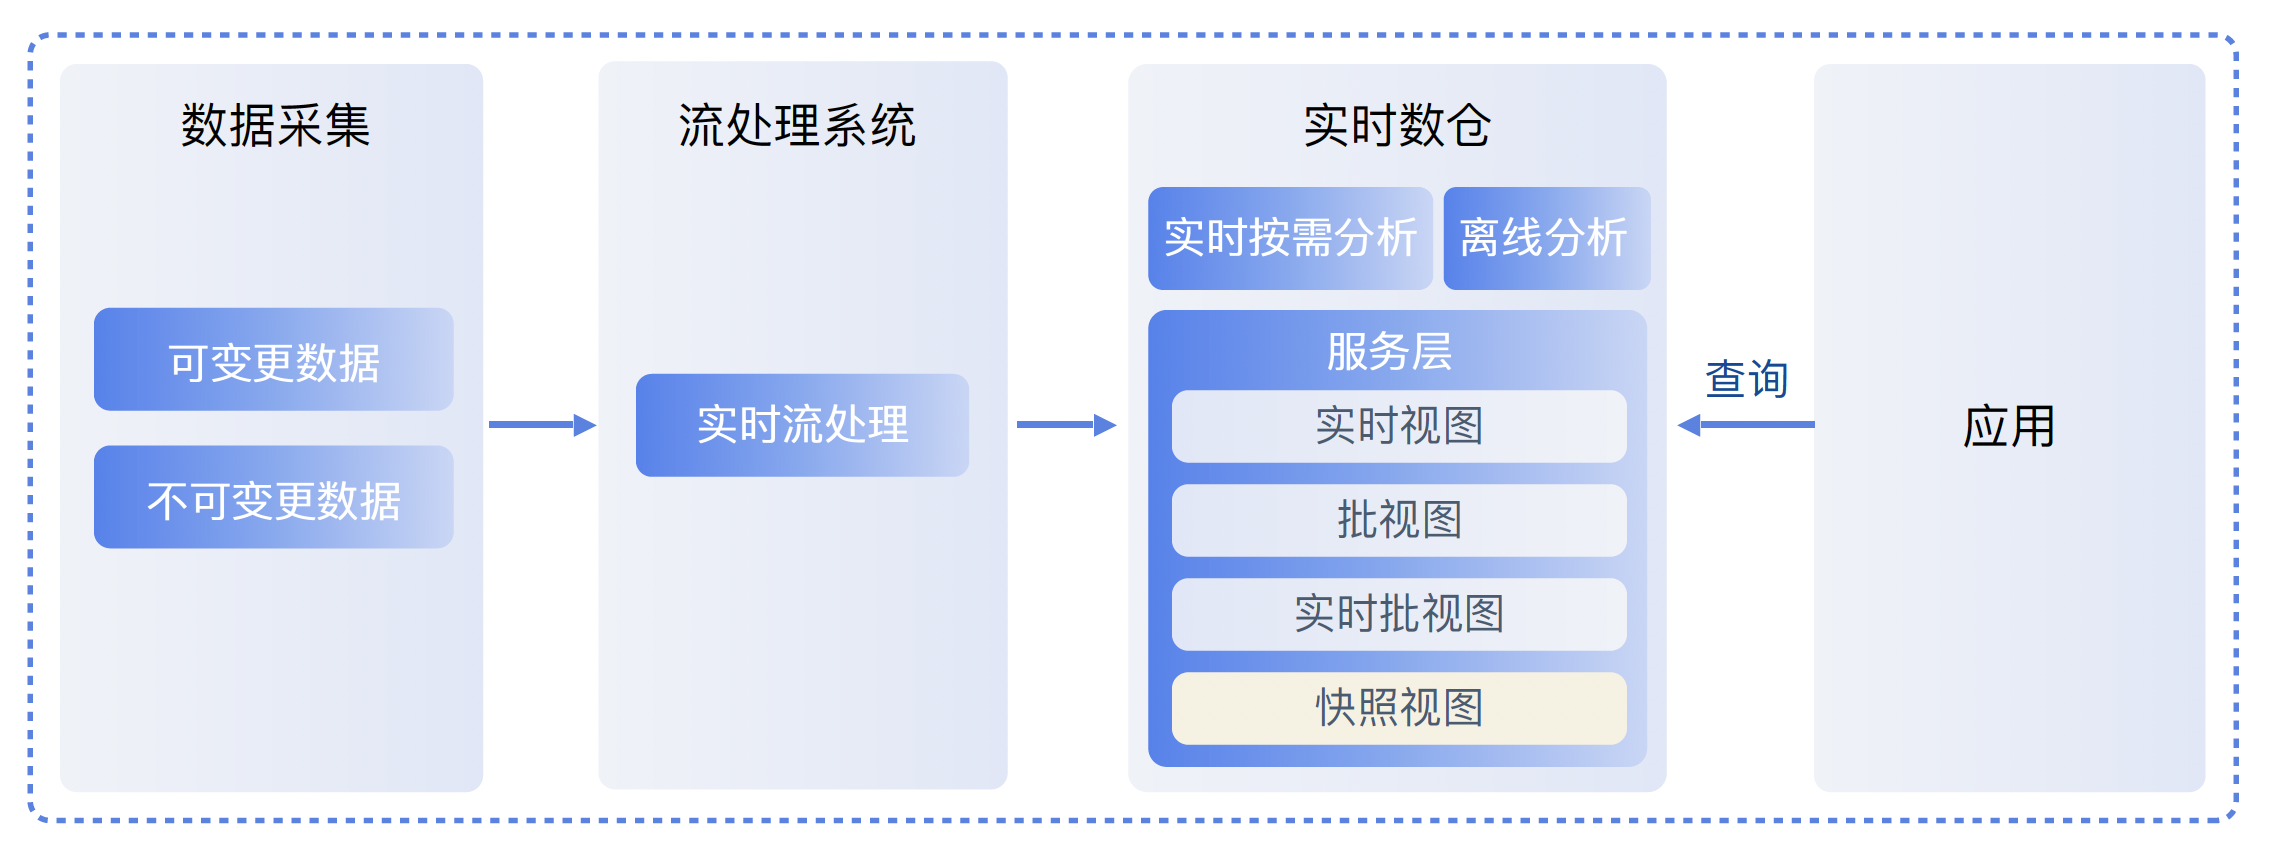 数据采集
可变更数据
不可变更数据
流处理系统
实时流处理
实时数仓
实时按需分析
离线分析
服务层
实时视图
批视图
实时批视图
快照视图
查询
应用